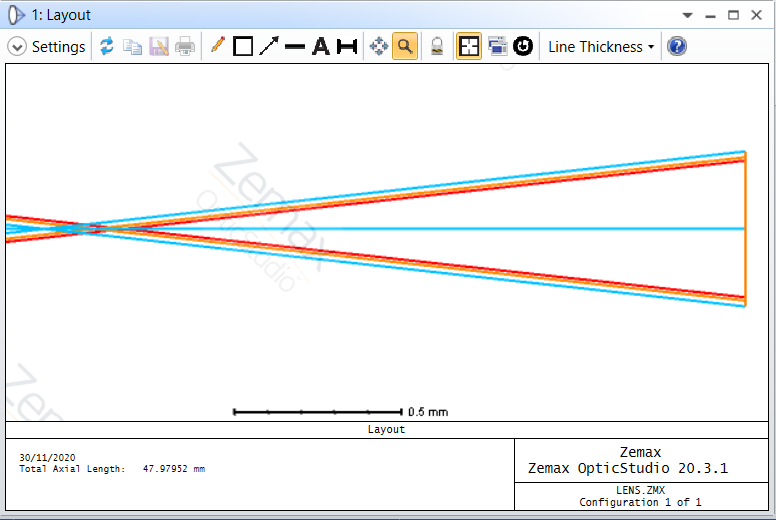 1: Layout
Settings
A
Line Thickness
?
Zemax
OpticStudio
Zemax
0.5 mm
Layout
30/11/2020
Total Axial Length: 47.97952 mm
Zemax
Zemax OpticStudio 20.3.1
LENS.ZMX
Configuration 1 of 1